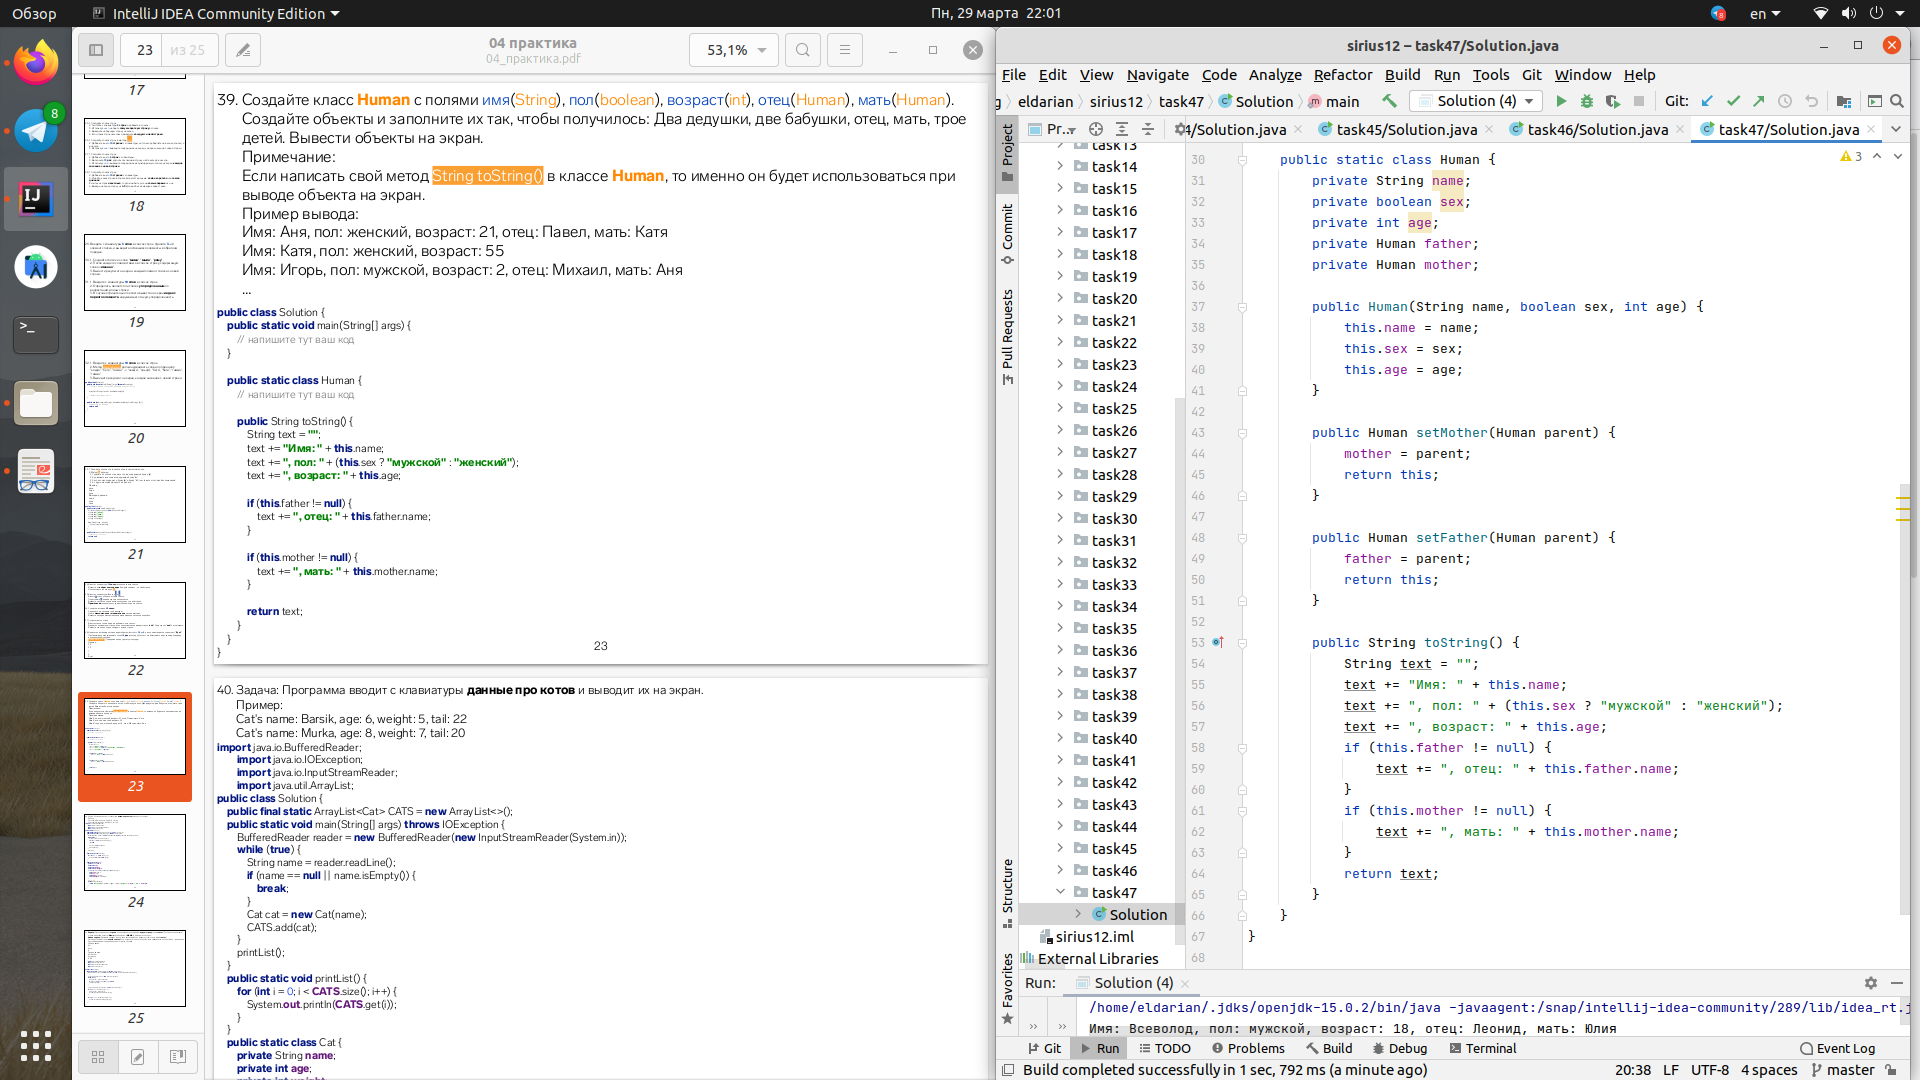 Обзор
IntelliJ IDEA Community Edition
Пн, 29 марта 22:01
8
en
8
23
из 25
04 практика
04_практика.pdf
53,1%
17
18
19
20
21
22
23
24
25
39. Создайте класс Human с полями имя(String), пол(boolean), возраст(int), отец(Human), мать(Human).
Создайте объекты и заполните их так, чтобы получилось: Два дедушки, две бабушки, отец, мать, трое
детей. Вывести объекты на экран.
Примечание:
Если написать свой метод String toString() в классе Human, то именно он будет использоваться при
выводе объекта на экран.
Пример вывода:
Имя: Аня, пол: женский, возраст: 21, отец: Павел, мать: Катя
Имя: Катя, пол: женский, возраст: 55
Имя: Игорь, пол: мужской, возраст: 2, отец: Михаил, мать: Аня
...
public class Solution {
public static void main(String[] args) {
// напишите тут ваш код
}
public static class Human {
// напишите тут ваш код
public String toString() {
String text = "";
text += "Имя: " + this.name;
text += ", пол: " + (this.sex ? "мужской" : "женский");
text += ", возраст: " + this.age;
if (this.father != null) {
text += ", отец: " + this.father.name;
}
if (this.mother != null) {
text += ", мать: " + this.mother.name;
}
return text;
}
}
}
23
40. Задача: Программа вводит с клавиатуры данные про котов и выводит их на экран.
Пример:
Cat's name: Barsik, age: 6, weight: 5, tail: 22
Cat's name: Murka, age: 8, weight: 7, tail: 20
import java.io.BufferedReader;
import java.io.IOException;
import java.io.InputStreamReader;
import java.util.ArrayList;
public class Solution {
public final static ArrayList<Cat> CATS = new ArrayList<>();
public static void main(String[] args) throws IOException {
BufferedReader reader = new BufferedReader(new InputStreamReader(System.in));
while (true) {
String name = reader.readLine();
if (name == null || name.isEmpty()) {
break;
}
Cat cat = new Cat(name);
CATS.add(cat);
}
printList();
}
public static void printList() {
for (int i = 0; i < CATS.size(); i++) {
System.out.println(CATS.get(i));
}
}
public static class Cat {
private String name;
private int age;
sirius12 – task47/Solution.java
File Edit View Navigate Code Analyze Refactor Build Run Tools Git Window Help
eldarian sirius12 task47 Solution main
Solution (4)
Git:
Pr...
4/Solution.java task45/Solution.java task46/Solution.java task47/Solution.java
Project
Commit
Pull Requests
Structure
Favorites
task13
task14
task15
task16
task17
task18
task19
task20
task21
task22
task23
task24
task25
task26
task27
task28
task29
task30
task31
task32
task33
task34
task35
task36
task37
task38
task39
task40
task41
task42
task43
task44
task45
task46
task47
Solution
sirius12.iml
External Libraries
3
30 public static class Human {
31 private String name;
32 private boolean sex;
33 private int age;
34 private Human father;
35 private Human mother;
36
37 public Human(String name, boolean sex, int age) {
38 this.name = name;
39 this.sex = sex;
40 this.age = age;
41 }
42
43 public Human setMother(Human parent) {
44 mother = parent;
45 return this;
46 }
47
48 public Human setFather(Human parent) {
49 father = parent;
50 return this;
51 }
52
53 public String toString() {
54 String text = "";
55 text += "Имя: " + this.name;
56 text += ", пол: " + (this.sex ? "мужской" : "женский");
57 text += ", возраст: " + this.age;
58 if (this.father != null) {
59 text += ", отец: " + this.father.name;
60 }
61 if (this.mother != null) {
62 text += ", мать: " + this.mother.name;
63 }
64 return text;
65 }
66 }
67 }
68
Run: Solution (4)
/home/eldarian/.jdks/openjdk-15.0.2/bin/java -javaagent:/snap/intellij-idea-community/289/lib/idea_rt.j
Имя: Всеволод, пол: мужской, возраст: 18, отец: Леонид, мать: Юлия
Git Run TODO Problems Build Debug Terminal Event Log
Build completed successfully in 1 sec, 792 ms (a minute ago)
20:38 LF UTF-8 4 spaces master